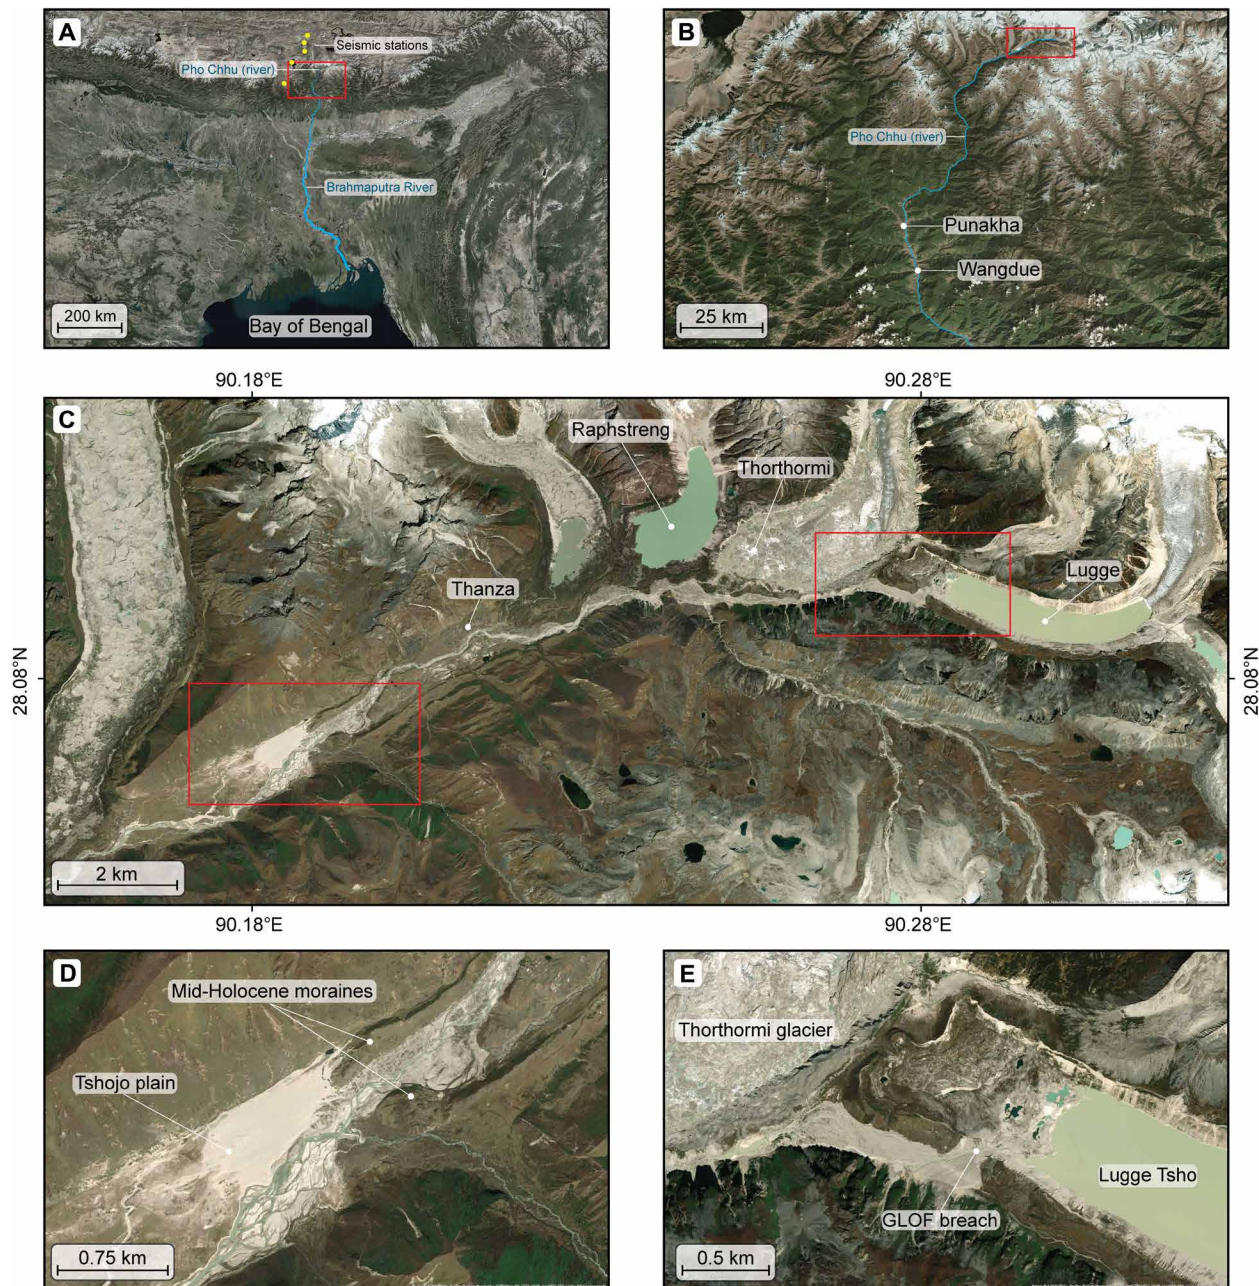 A
Seismic stations
Pho Chhu (river)
Brahmaputra River
200 km
Bay of Bengal
B
Pho Chhu (river)
Punakha
Wangdue
25 km
90.18°E
90.28°E
C
Raphstreng
Thorthormi
Lugge
Thanza
28.08°N
28.08°N
2 km
90.18°E
90.28°E
D
Mid-Holocene moraines
Tshojo plain
0.75 km
E
Thorthormi glacier
Lugge Tsho
GLOF breach
0.5 km